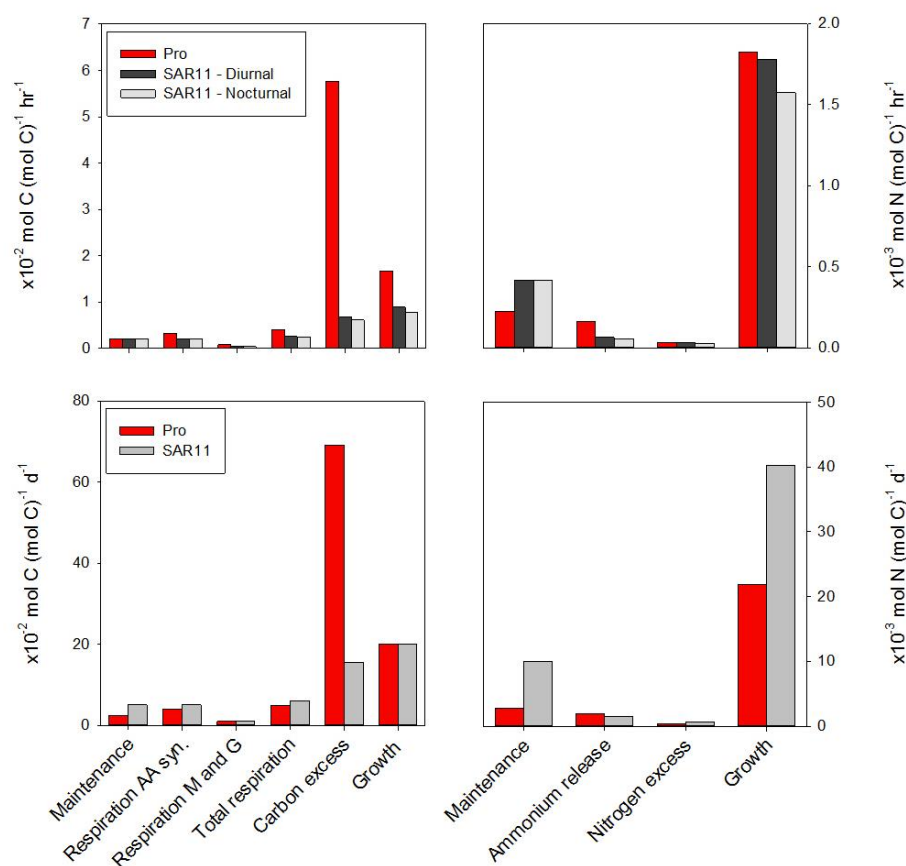 x10⁻² mol C (mol C)⁻¹ hr⁻¹
7
6
5
4
3
2
1
0
Pro
SAR11 - Diurnal
SAR11 - Nocturnal
2.0
1.5
1.0
0.5
0.0
x10⁻³ mol N (mol C)⁻¹ hr⁻¹
x10⁻² mol C (mol C)⁻¹ d⁻¹
80
60
40
20
0
Pro
SAR11
50
40
30
20
10
0
x10⁻³ mol N (mol C)⁻¹ d⁻¹
Maintenance
Respiration AA syn.
Respiration M and G
Total respiration
Carbon excess
Growth
Maintenance
Ammonium release
Nitrogen excess
Growth